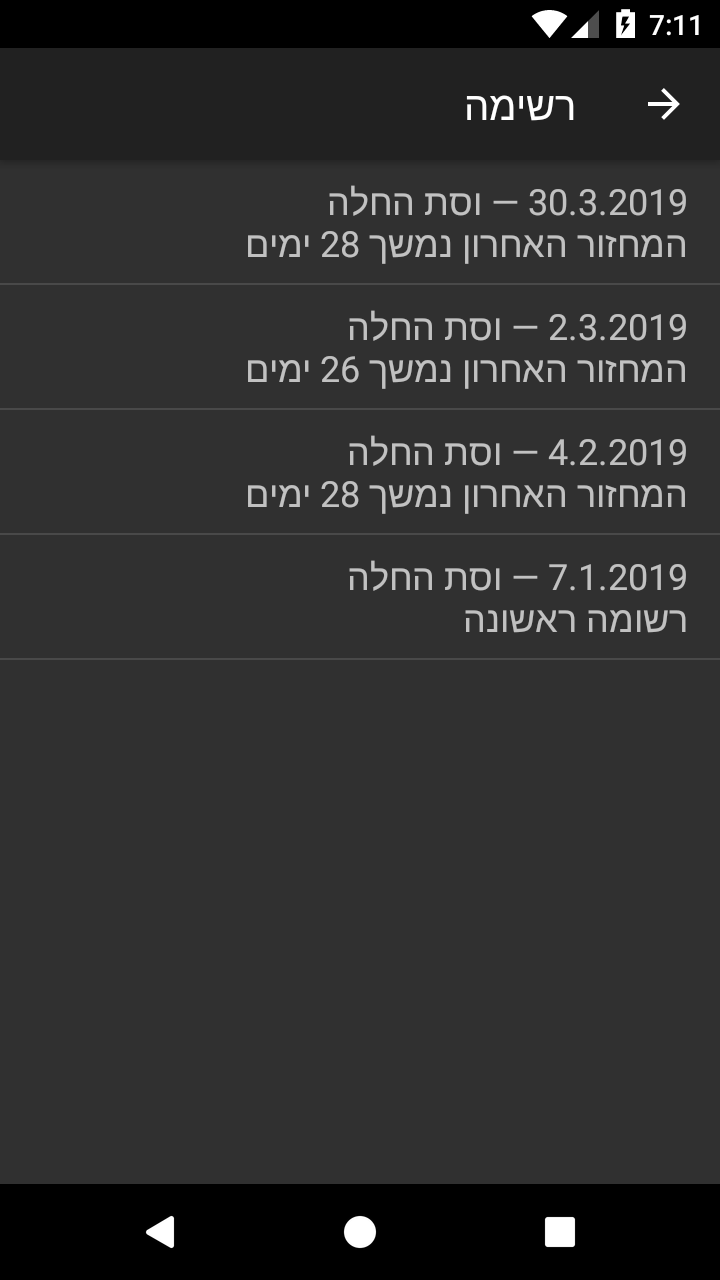 7:11
רשימה
30.3.2019 – וסת החלה
המחזור האחרון נמשך 28 ימים
2.3.2019 – וסת החלה
המחזור האחרון נמשך 26 ימים
4.2.2019 – וסת החלה
המחזור האחרון נמשך 28 ימים
7.1.2019 – וסת החלה
רשומה ראשונה